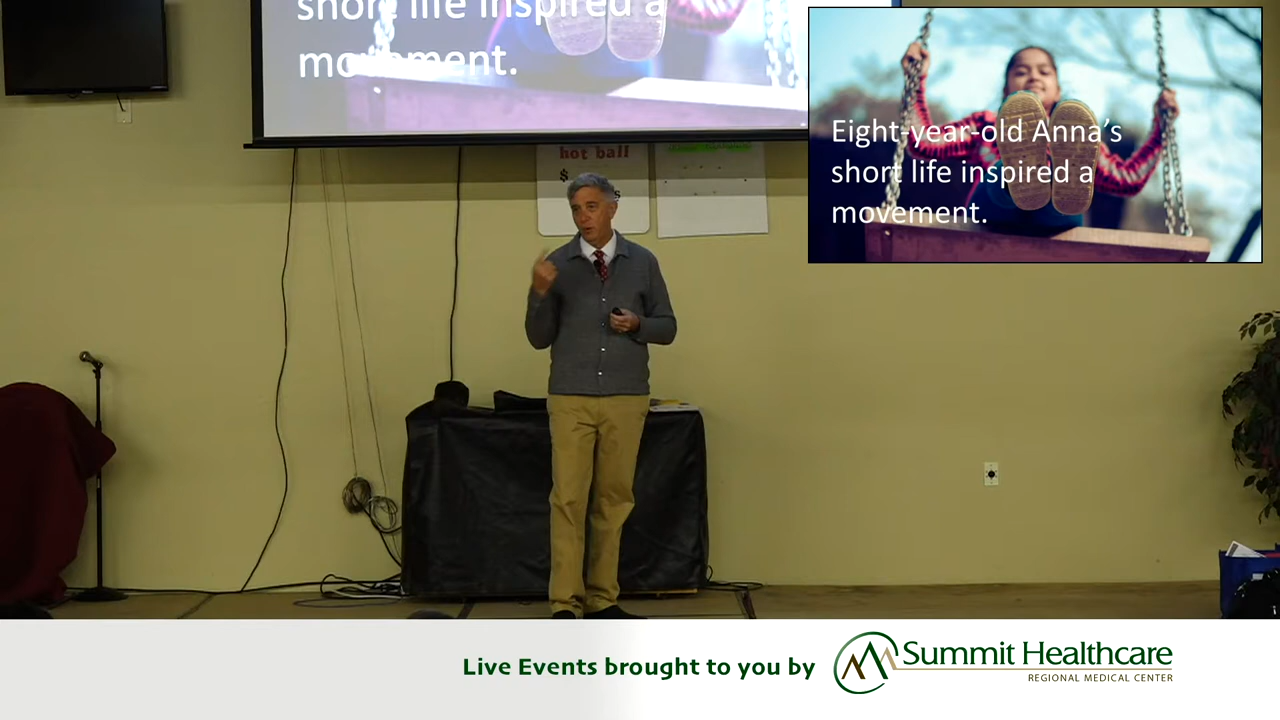 short life inspired a
movement.
hot ball
$
Eight-year-old Anna's
short life inspired a
movement.
Live Events brought to you by
Summit Healthcare
REGIONAL MEDICAL CENTER